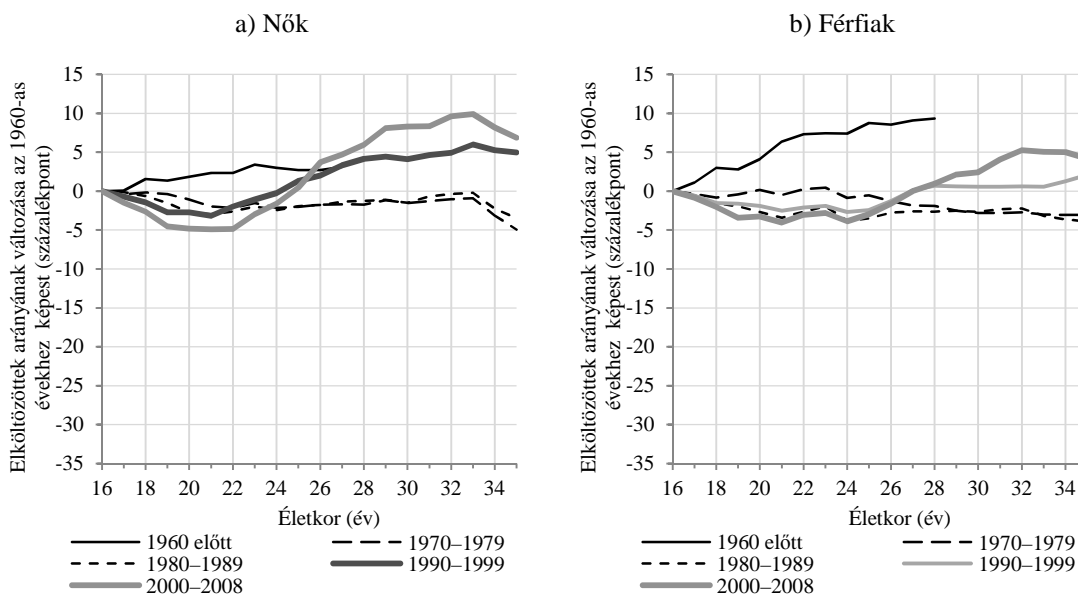 a) Nők
Elköltözöttek arányának változása az 1960-as
évekhez képest (százalékpont)
15
10
5
0
-5
-10
-15
-20
-25
-30
-35
16 18 20 22 24 26 28 30 32 34
Életkor (év)
1960 előtt
1970–1979
1980–1989
1990–1999
2000–2008
b) Férfiak
Elköltözöttek arányának változása az 1960-as
évekhez képest (százalékpont)
15
10
5
0
-5
-10
-15
-20
-25
-30
-35
16 18 20 22 24 26 28 30 32 34
Életkor (év)
1960 előtt
1970–1979
1980–1989
1990–1999
2000–2008